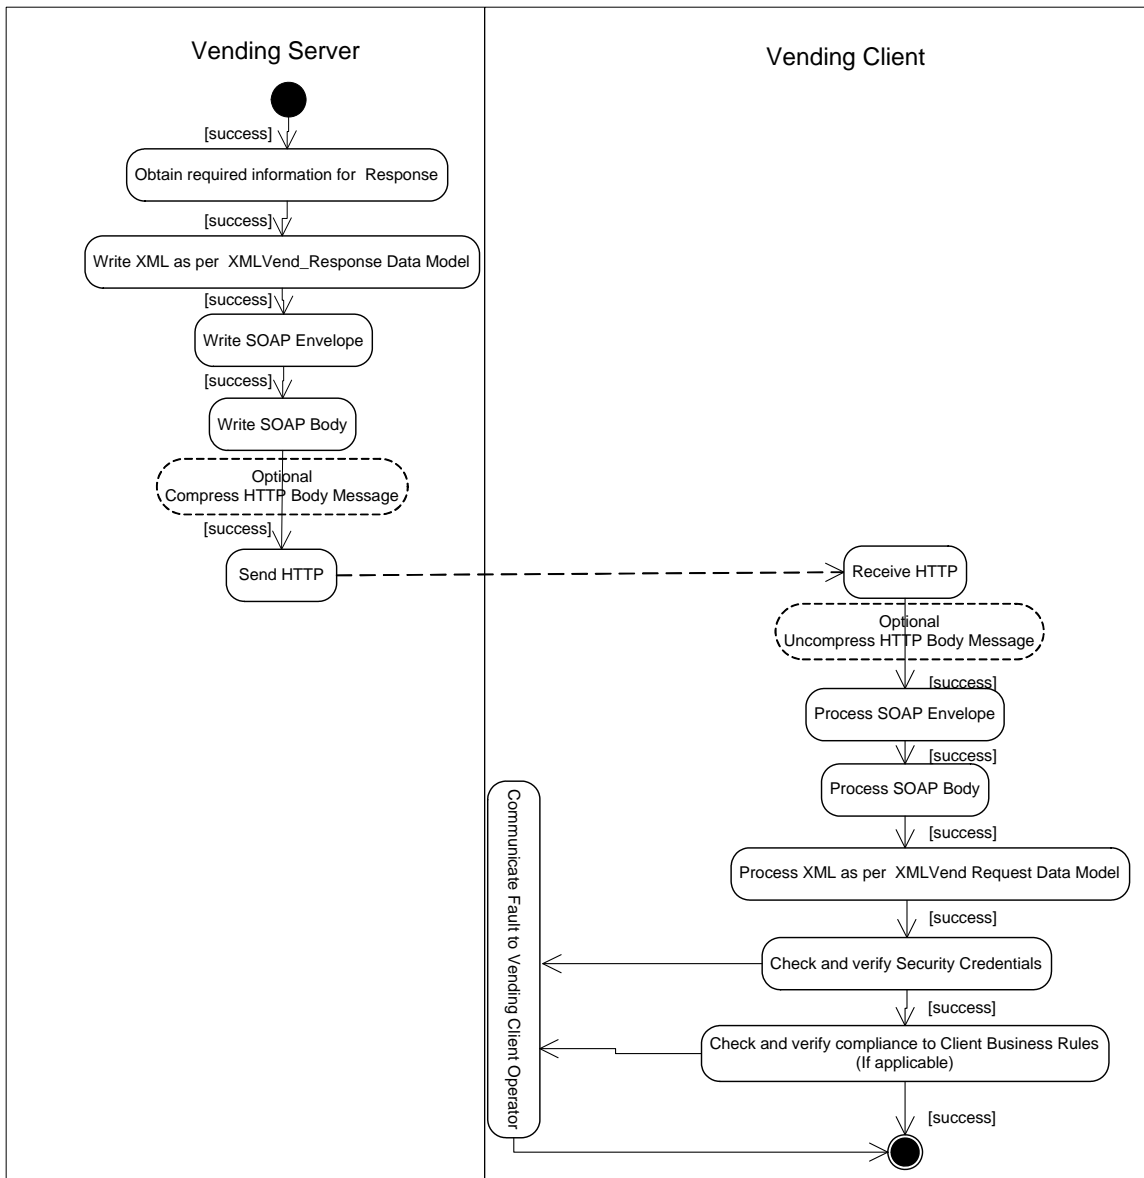 Vending Server
[success]
Obtain required information for  Response
[success]
Write XML as per  XMLVend_Response Data Model
[success]
Write SOAP Envelope
[success]
Write SOAP Body
Optional
Compress HTTP Body Message
[success]
Send HTTP
Vending Client
Receive HTTP
Optional
Uncompress HTTP Body Message
[success]
Process SOAP Envelope
[success]
Process SOAP Body
[success]
Process XML as per  XMLVend Request Data Model
[success]
Check and verify Security Credentials
[success]
Check and verify compliance to Client Business Rules
(If applicable)
[success]
Communicate Fault to Vending Client Operator